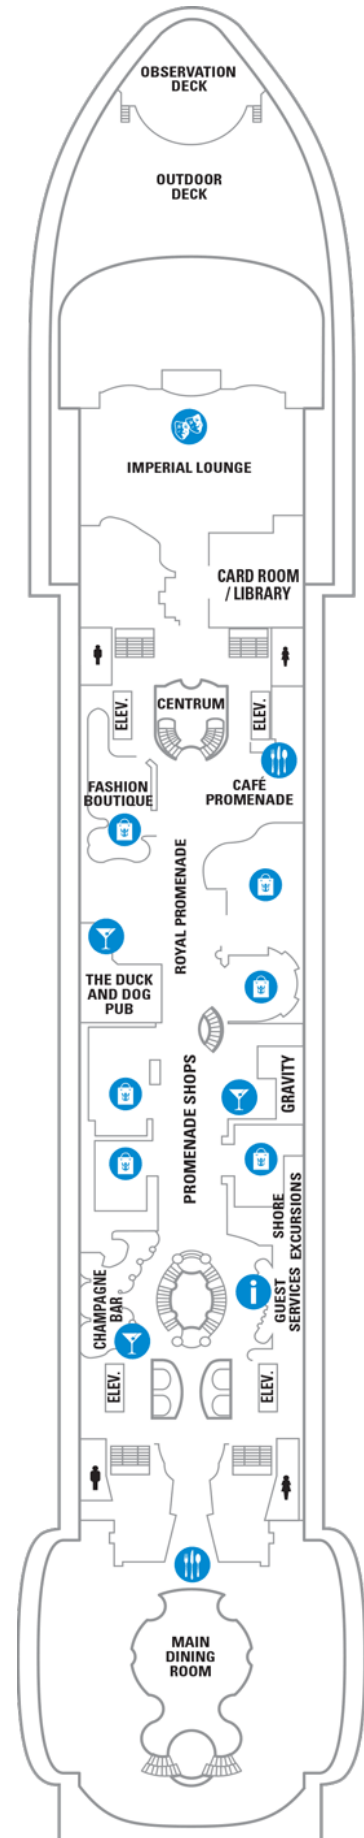 OBSERVATION
DECK
OUTDOOR
DECK
IMPERIAL LOUNGE
CARD ROOM
/ LIBRARY
ELEV.
CENTRUM
ELEV.
FASHION
BOUTIQUE
CAFÉ
PROMENADE
ROYAL PROMENADE
THE DUCK
AND DOG
PUB
PROMENADE SHOPS
GRAVITY
SHORE
EXCURSIONS
GUEST
SERVICES
i
CHAMPAGNE
BAR
ELEV.
ELEV.
MAIN
DINING
ROOM